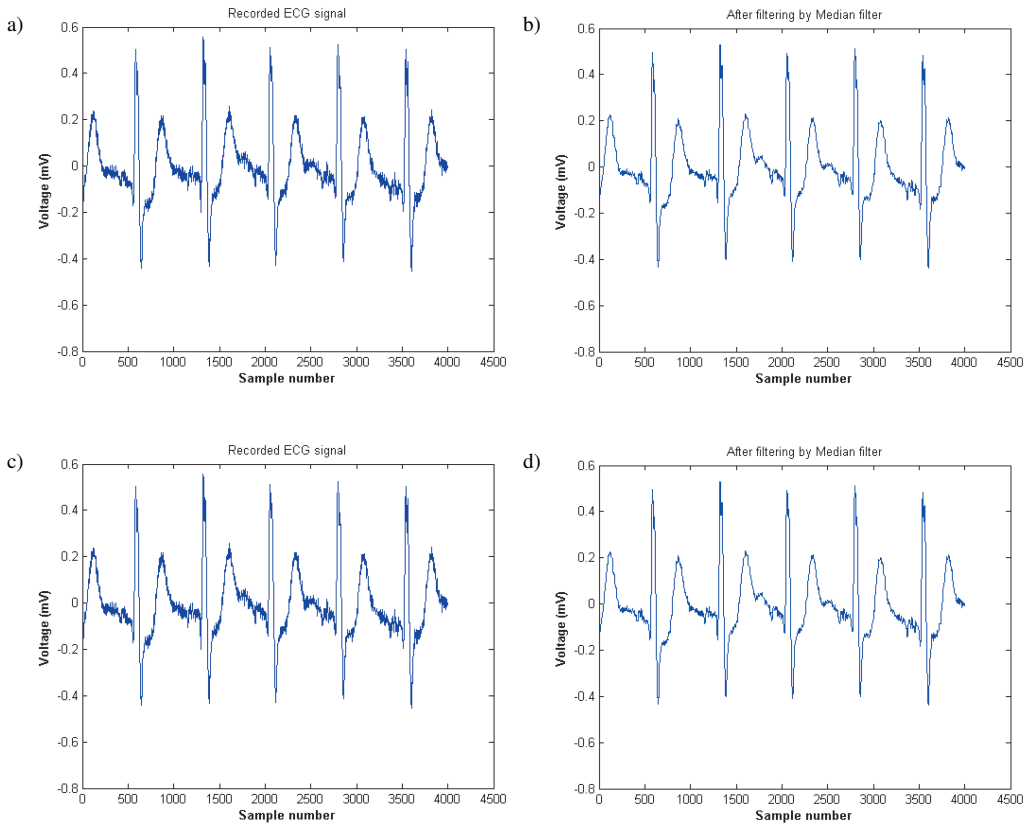 a)
Recorded ECG signal
0.6
0.4
0.2
0
-0.2
-0.4
-0.6
-0.8
Voltage (mV)
0 500 1000 1500 2000 2500 3000 3500 4000 4500
Sample number
b)
After filtering by Median filter
0.6
0.4
0.2
0
-0.2
-0.4
-0.6
-0.8
Voltage (mV)
0 500 1000 1500 2000 2500 3000 3500 4000 4500
Sample number
c)
Recorded ECG signal
0.6
0.4
0.2
0
-0.2
-0.4
-0.6
-0.8
Voltage (mV)
0 500 1000 1500 2000 2500 3000 3500 4000 4500
Sample number
d)
After filtering by Median filter
0.6
0.4
0.2
0
-0.2
-0.4
-0.6
-0.8
Voltage (mV)
0 500 1000 1500 2000 2500 3000 3500 4000 4500
Sample number